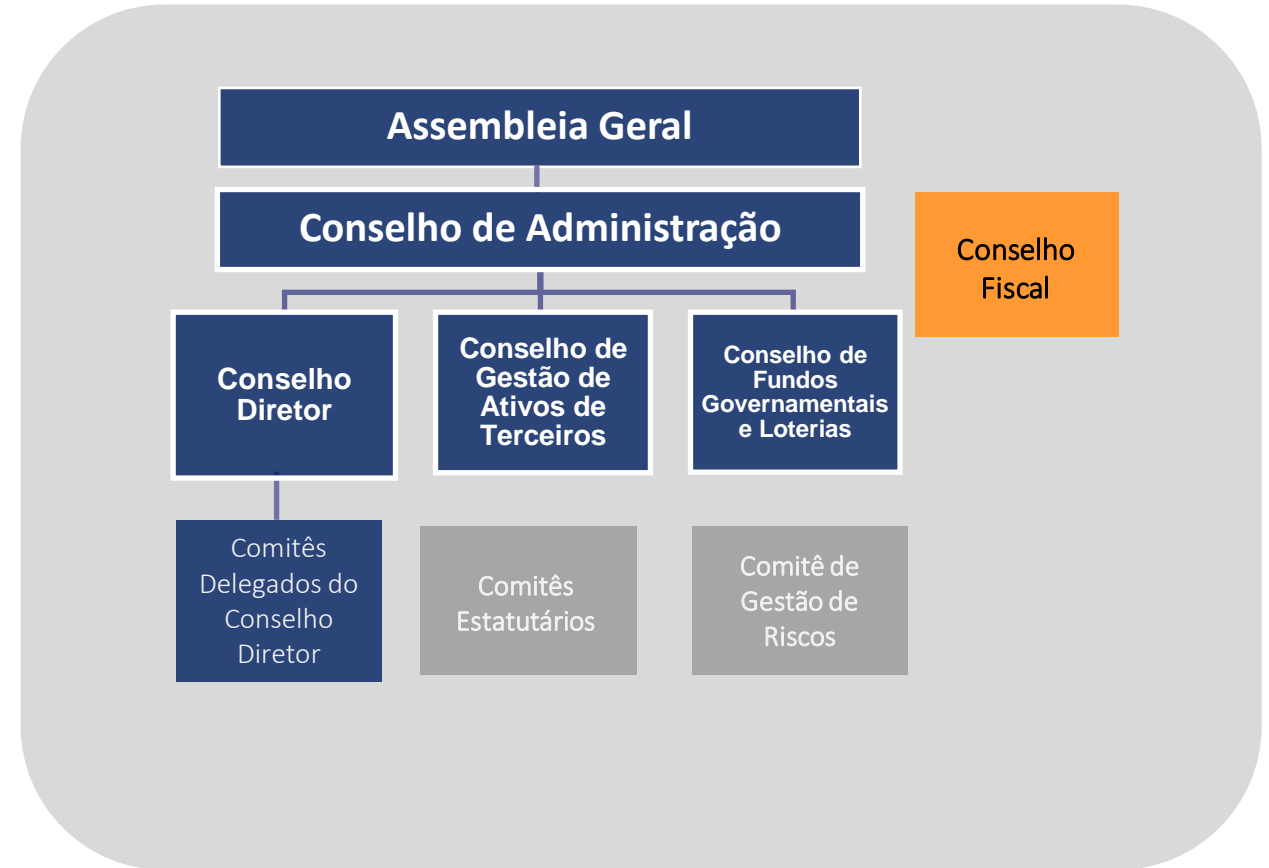 Assembleia Geral
Conselho de Administração
Conselho
Fiscal
Conselho
Diretor
Conselho de
Gestão de
Ativos de
Terceiros
Conselho de
Fundos
Governamentais
e Loterias
Comitês
Delegados do
Conselho
Diretor
Comitês
Estatutários
Comitê de
Gestão de
Riscos